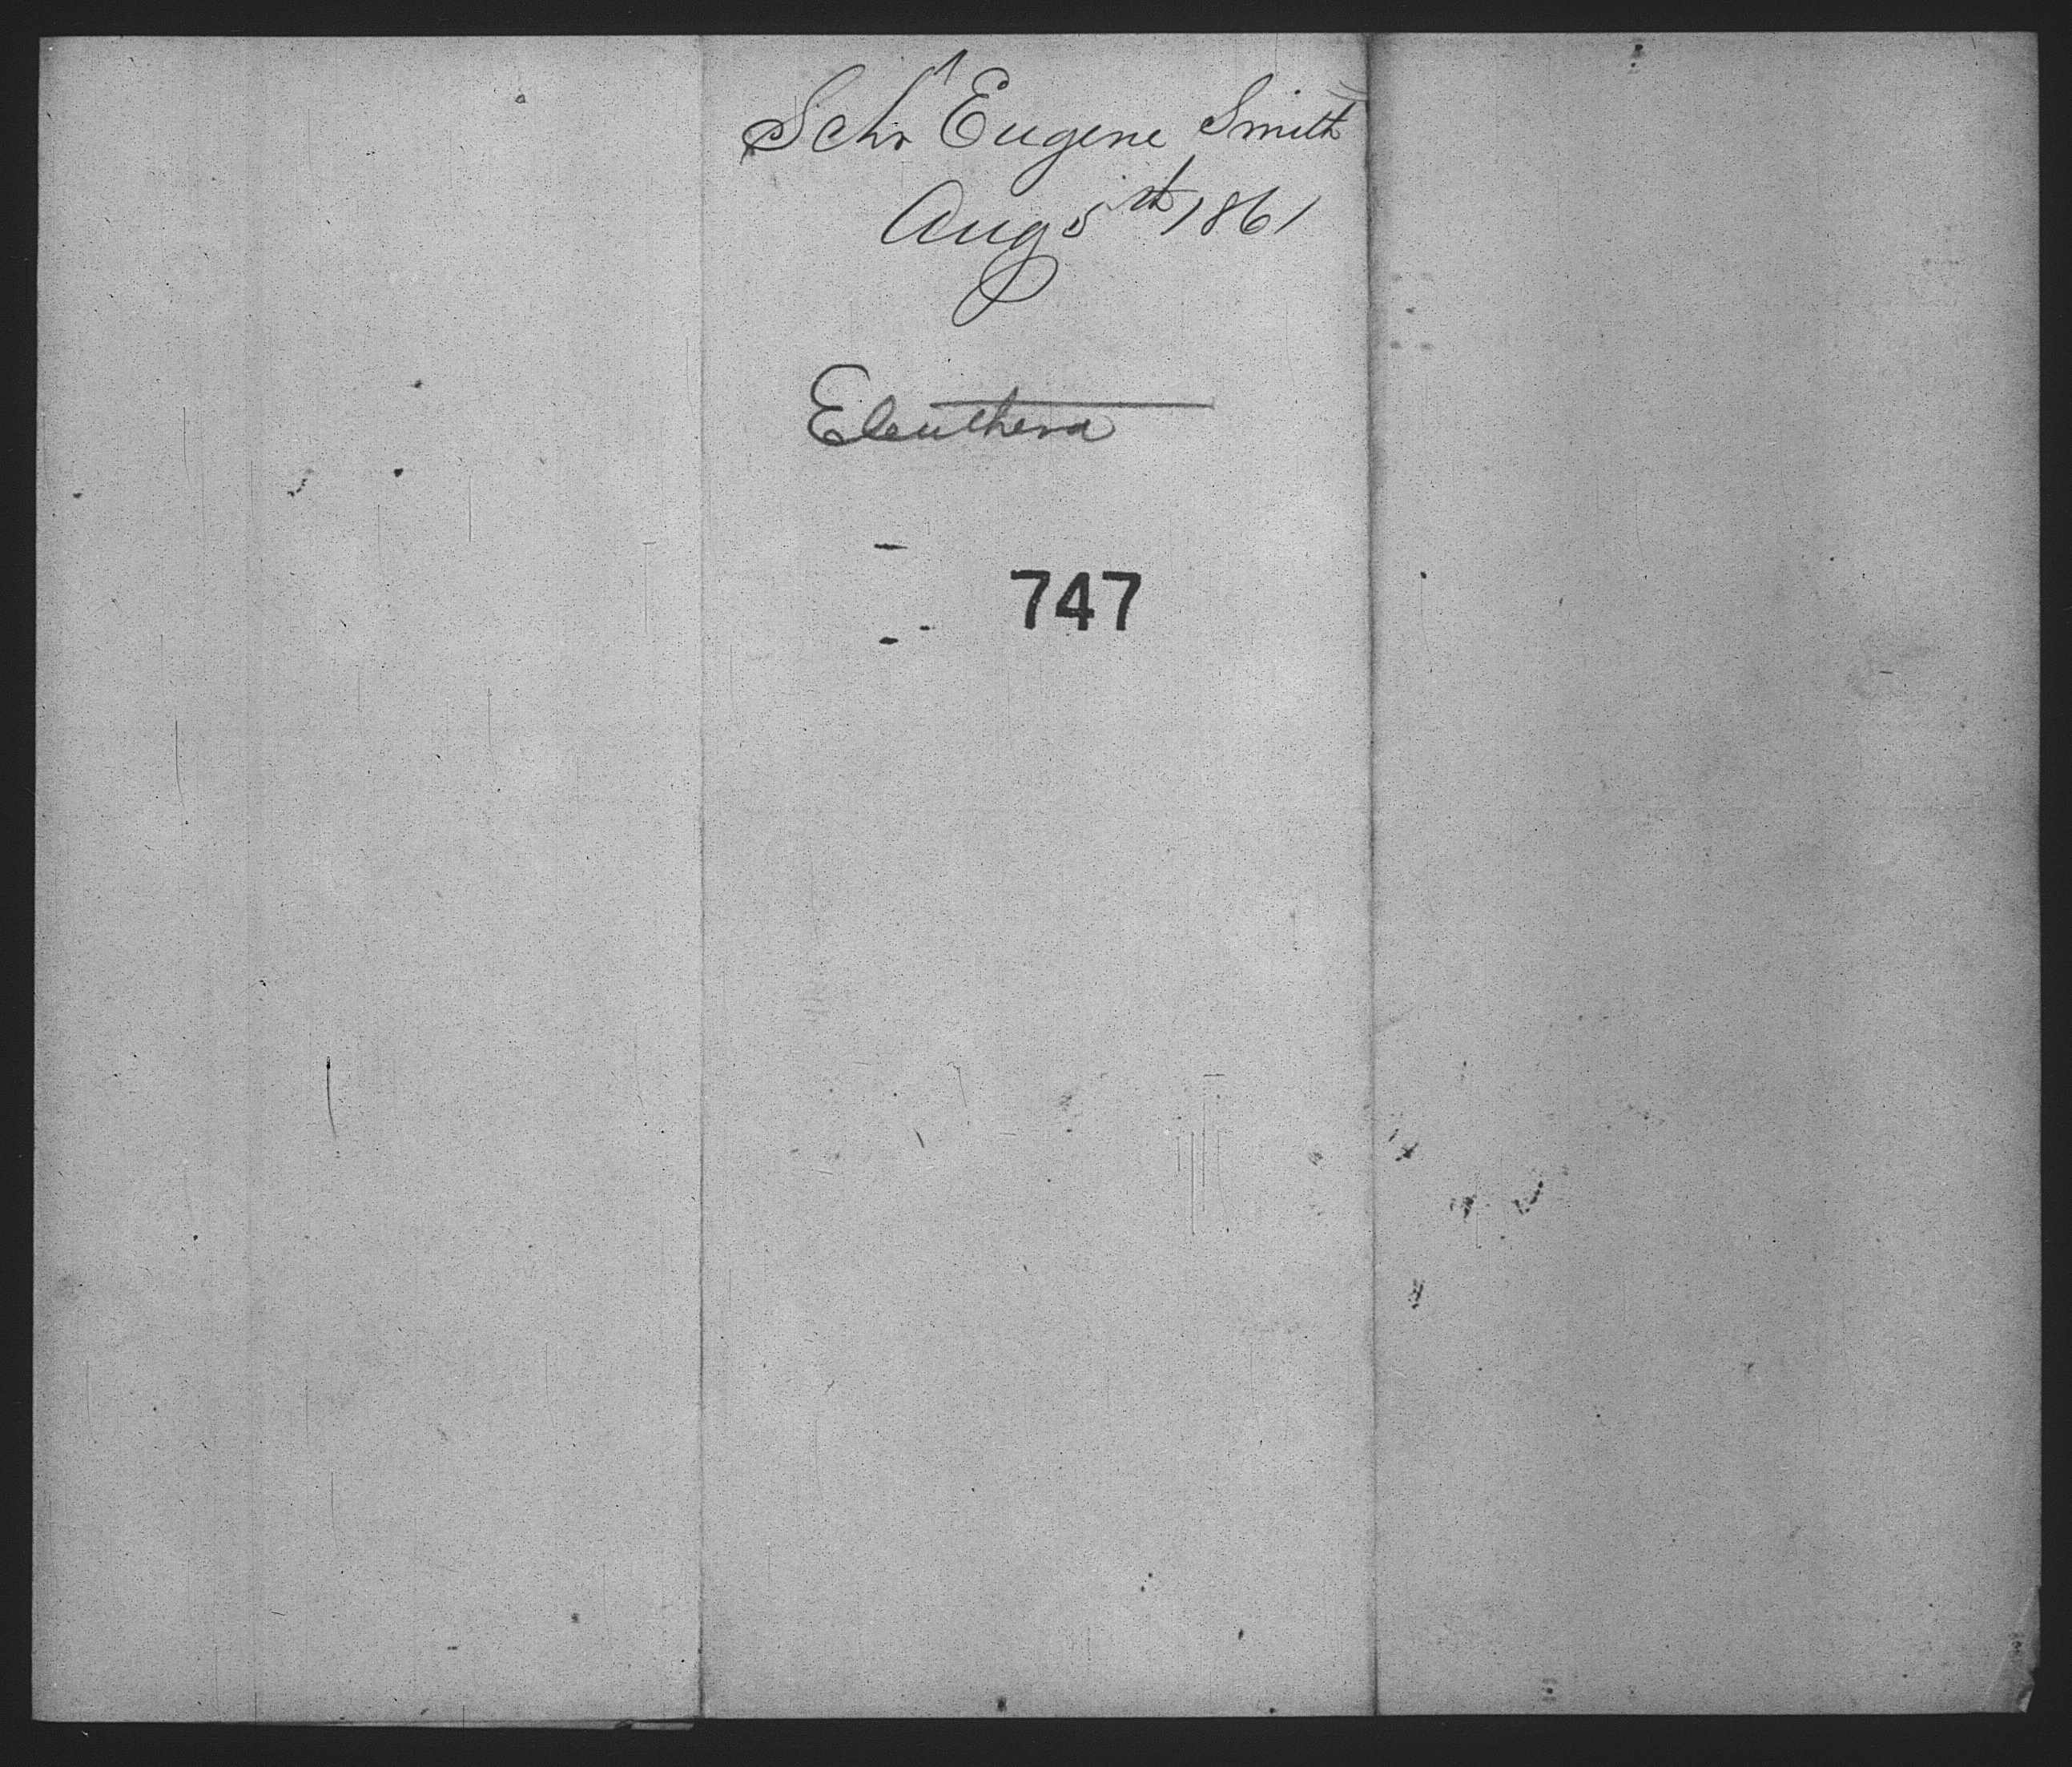 Schr Eugene Smith
Aug 5th 1861
Eleuthera
747